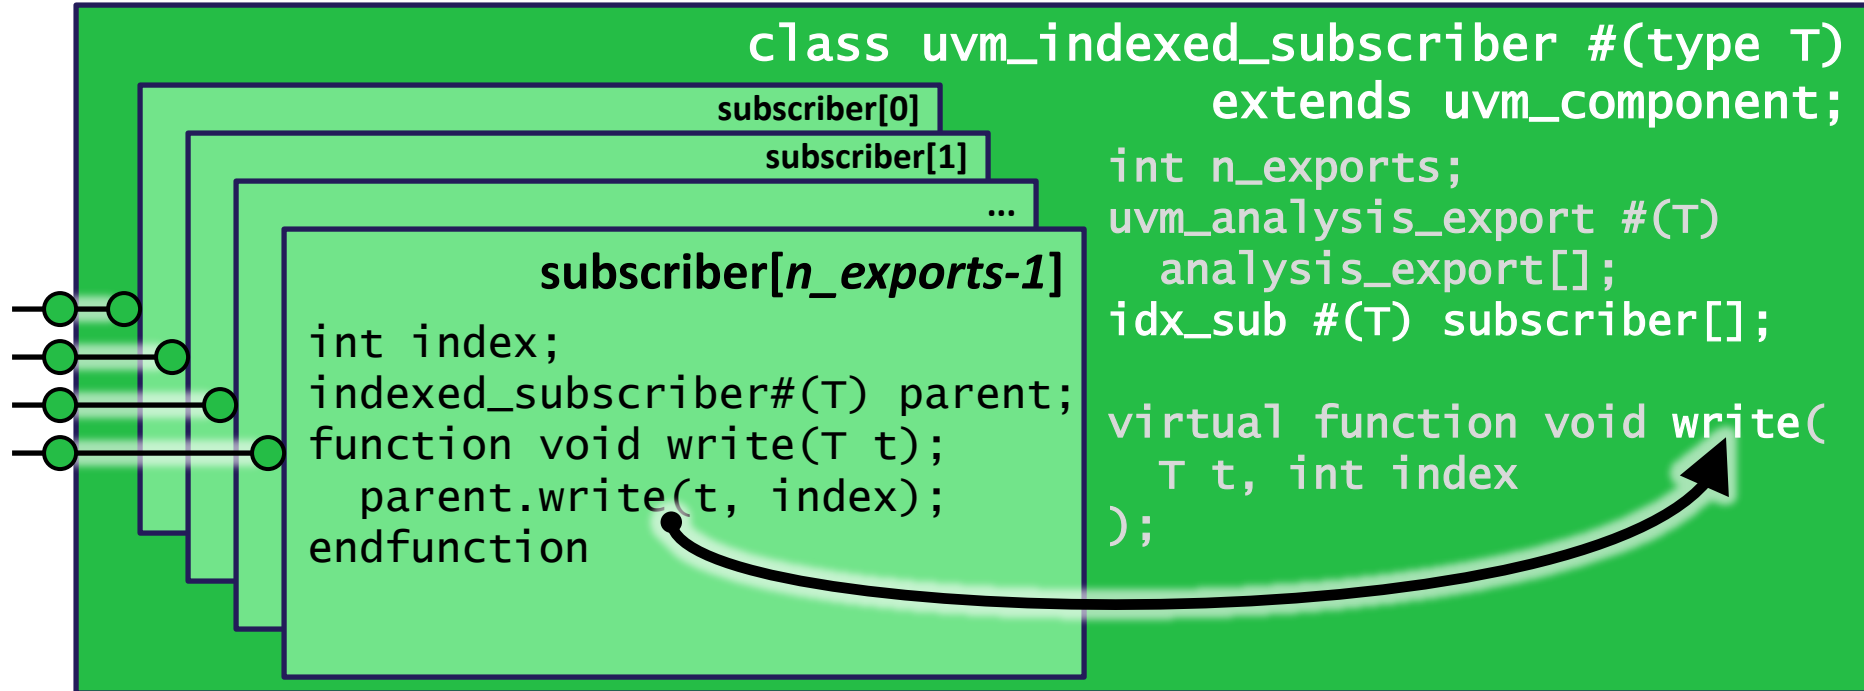 class uvm_indexed_subscriber #(type T)
extends uvm_component;
subscriber[0]
subscriber[1]
...
subscriber[n_exports-1]
int index;
indexed_subscriber#(T) parent;
function void write(T t);
parent.write(t, index);
endfunction
int n_exports;
uvm_analysis_export #(T)
analysis_export[];
idx_sub #(T) subscriber[];
virtual function void write(
T t, int index
);